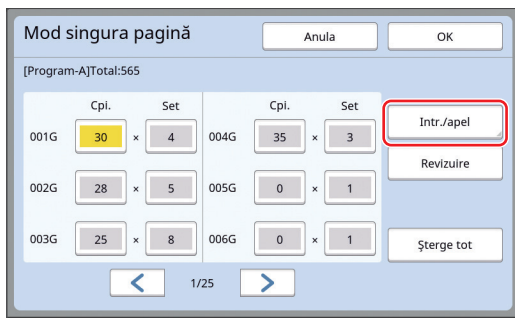 Mod singura pagină Anula OK
[Program-A]Total:565
Cpi. Set Cpi. Set
001G 30 × 4 004G 35 × 3 Intr./apel
Revizuire
002G 28 × 5 005G 0 × 1
003G 25 × 8 006G 0 × 1 Şterge tot
1/25